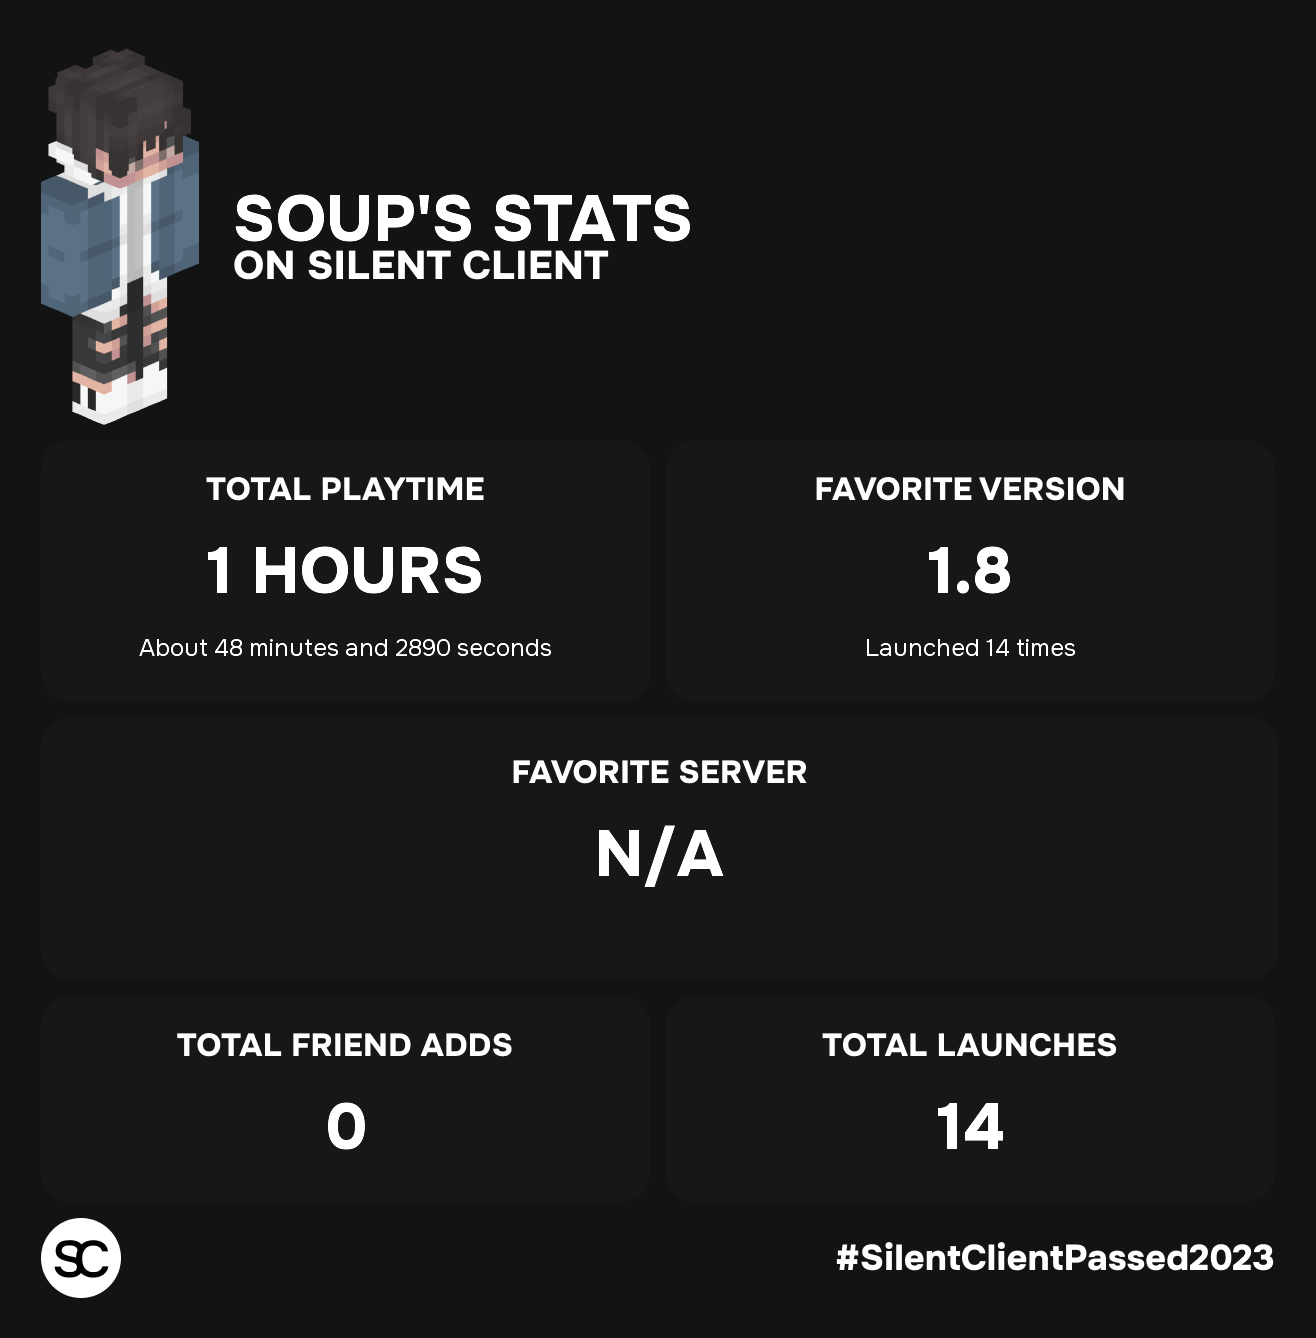 SOUP'S STATS
ON SILENT CLIENT
TOTAL PLAYTIME
1 HOURS
About 48 minutes and 2890 seconds
FAVORITE VERSION
1.8
Launched 14 times
FAVORITE SERVER
N/A
TOTAL FRIEND ADDS
0
TOTAL LAUNCHES
14
SC
#SilentClientPassed2023